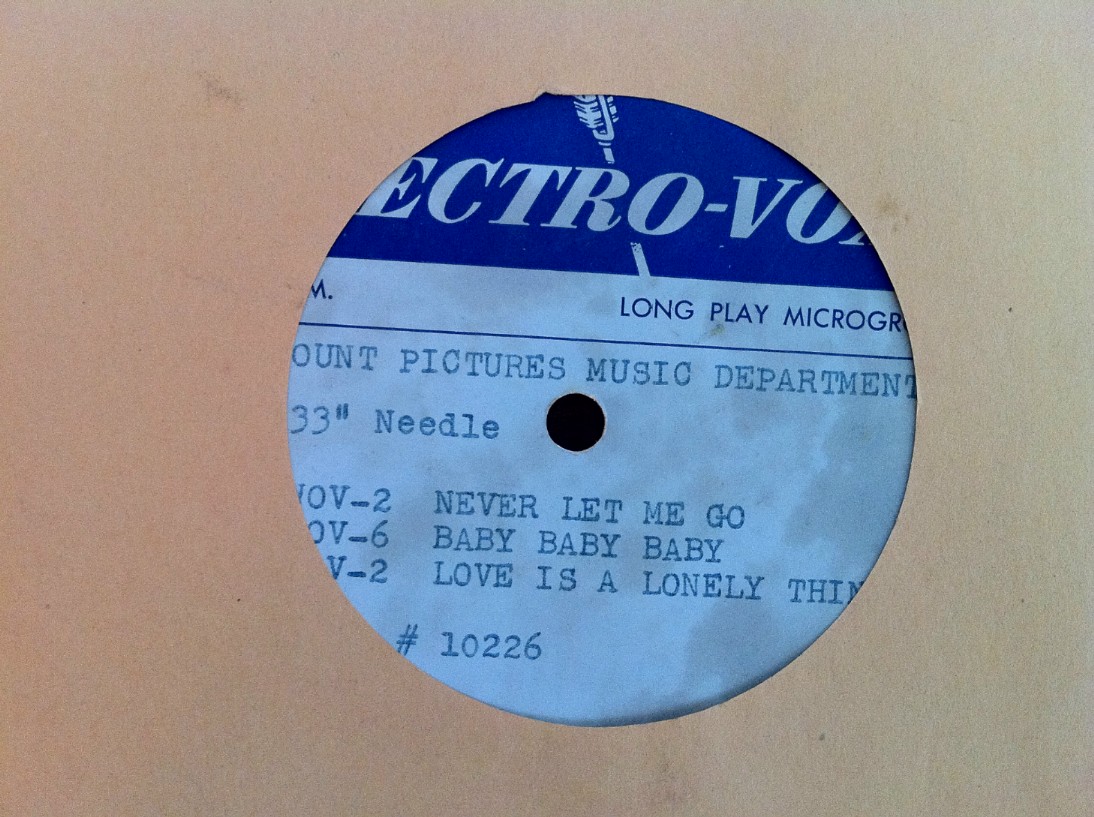 ECTRO-VO
M.
LONG PLAY MICROGR
OUNT PICTURES MUSIC DEPARTMENT
33" Needle
OV-2 NEVER LET ME GO
OV-6 BABY BABY BABY
V-2 LOVE IS A LONELY THIN
# 10226